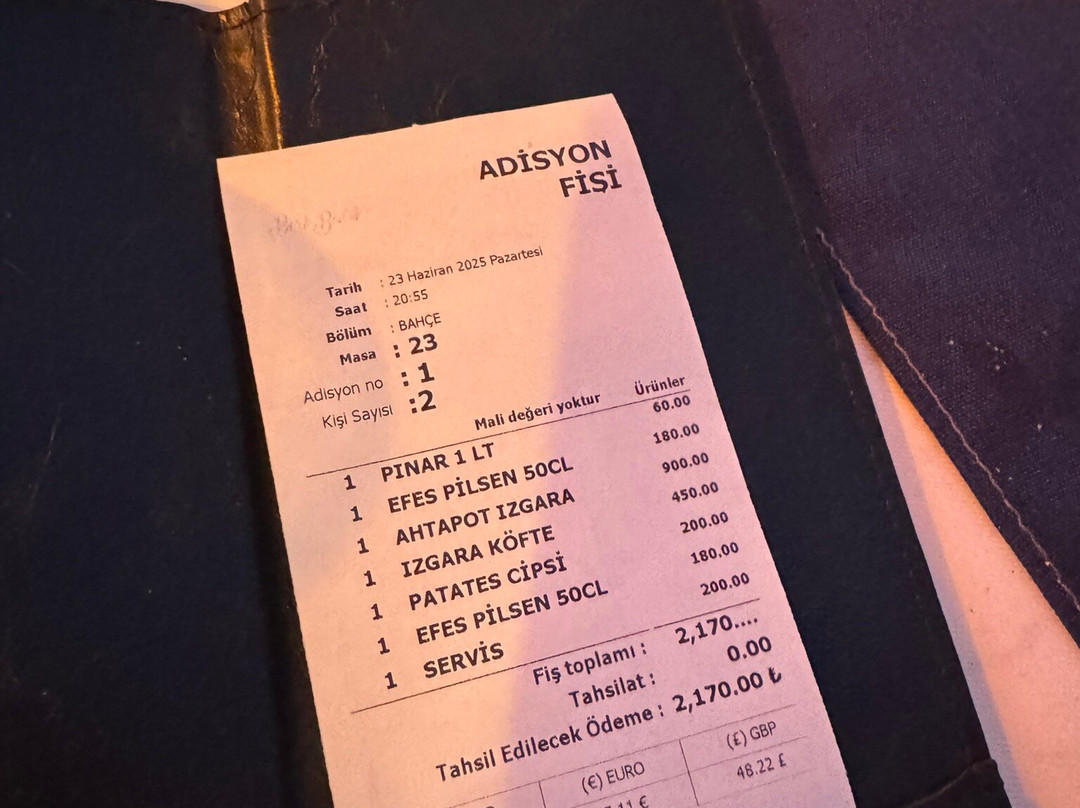 ADİSYON
FİŞİ
Tarih : 23 Haziran 2025 Pazartesi
Saat : 20:55
Bölüm : BAHÇE
Masa : 23
Adisyon no : 1
Kişi Sayısı :2
Mali değeri yoktur Ürünler
1 PINAR 1 LT 60.00
1 EFES PİLSEN 50CL 180.00
1 AHTAPOT IZGARA 900.00
1 IZGARA KÖFTE 450.00
1 PATATES CİPSİ 200.00
1 EFES PİLSEN 50CL 180.00
1 SERVİS 200.00
Fiş toplamı : 2,170....
Tahsilat : 0.00
Tahsil Edilecek Ödeme : 2,170.00 ₺
(€) EURO (£) GBP
48.22 £